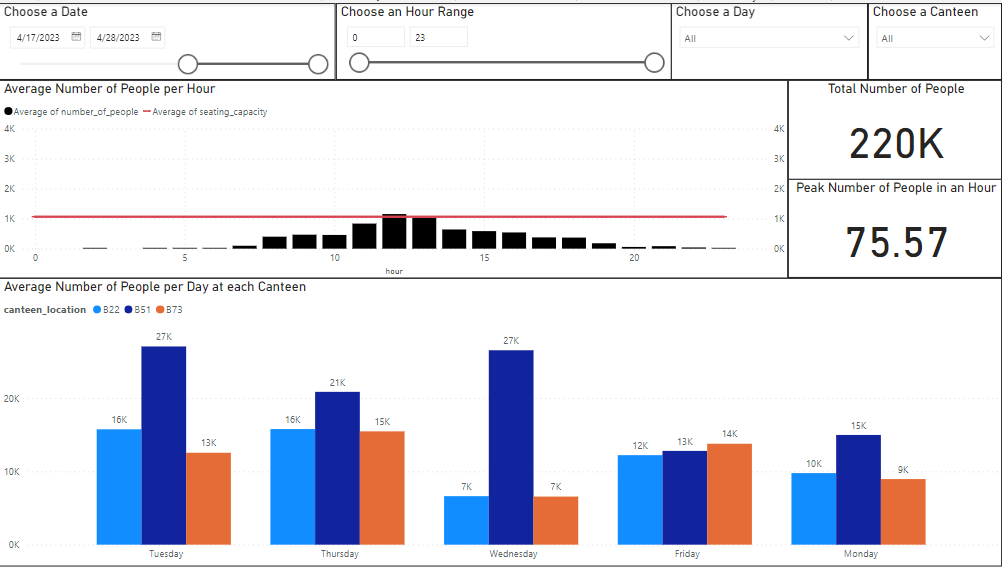 Choose a Date
4/17/2023 4/28/2023
Choose an Hour Range
0 23
Choose a Day
All
Choose a Canteen
All
Average Number of People per Hour
Average of number_of_people Average of seating_capacity
4K 4K
3K 3K
2K 2K
1K 1K
0K 0K
0 5 10 15 20
hour
Total Number of People
220K
Peak Number of People in an Hour
75.57
Average Number of People per Day at each Canteen
canteen_location B22 B51 B73
20K
10K
0K
16K 27K 13K
16K 21K 15K
7K 27K 7K
12K 13K 14K
10K 15K 9K
Tuesday Thursday Wednesday Friday Monday